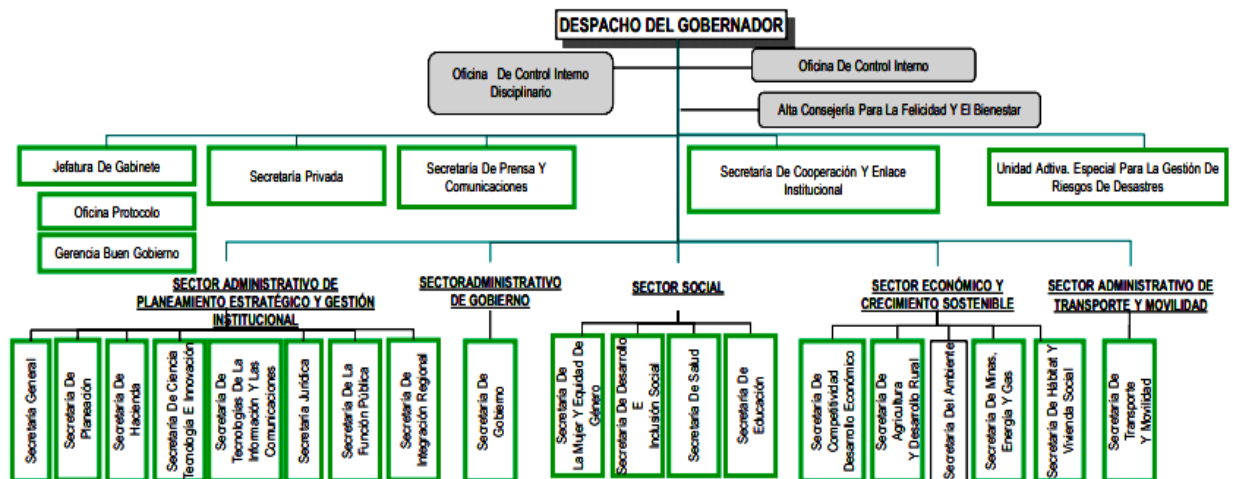 DESPACHO DEL GOBERNADOR
Oficina De Control Interno
Disciplinario
Oficina De Control Interno
Alta Consejería Para La Felicidad Y El Bienestar
Jefatura De Gabinete
Secretaría Privada
Secretaría De Prensa Y
Comunicaciones
Secretaría De Cooperación Y Enlace
Institucional
Unidad Adtiva. Especial Para La Gestión De
Riesgos De Desastres
Oficina Protocolo
Gerencia Buen Gobierno
SECTOR ADMINISTRATIVO DE
PLANEAMIENTO ESTRATÉGICO Y GESTIÓN
INSTITUCIONAL
SECTORADMINISTRATIVO
DE GOBIERNO
SECTOR SOCIAL
SECTOR ECONÓMICO Y
CRECIMIENTO SOSTENIBLE
SECTOR ADMINISTRATIVO DE
TRANSPORTE Y MOVILIDAD
Secretaría General
Secretaría De
Planeación
Secretaría De
Hacienda
Secretaría De Ciencia
Tecnología E Innovación
Secretaría De
Tecnologías De La
Información Y Las
Comunicaciones
Secretaría Jurídica
Secretaría De La
Función Pública
Secretaría De
Integración Regional
Secretaría De
Gobierno
Secretaría De
La Mujer Y Equidad De
Género
Secretaría De Desarrollo
E
Inclusión Social
Secretaría De Salud
Secretaría De
Educación
Secretaría De
Competitividad
Desarrollo Económico
Secretaría De
Agricultura
Y Desarrollo Rural
Secretaría Del Ambiente
Secretaría De Minas,
Energía Y Gas
Secretaría De Hábitat Y
Vivienda Social
Secretaría De
Transporte
Y Movilidad